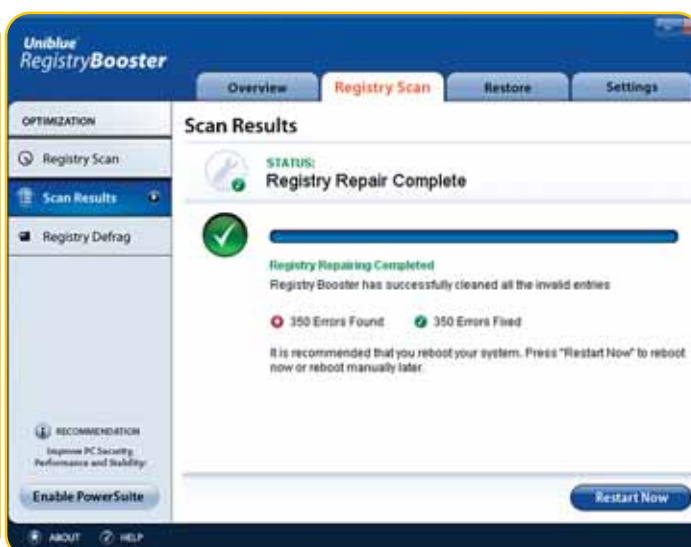 Uniblue
RegistryBooster
Overview
Registry Scan
Restore
Settings
OPTIMIZATION
Registry Scan
Scan Results
Registry Defrag
RECOMMENDATION
Improve PC Security,
Performance and Stability:
Enable PowerSuite
Scan Results
STATUS:
Registry Repair Complete
Registry Repairing Completed
Registry Booster has successfully cleaned all the invalid entries
350 Errors Found 350 Errors Fixed
It is recommended that you reboot your system. Press "Restart Now" to reboot
now or reboot manually later.
Restart Now
ABOUT HELP